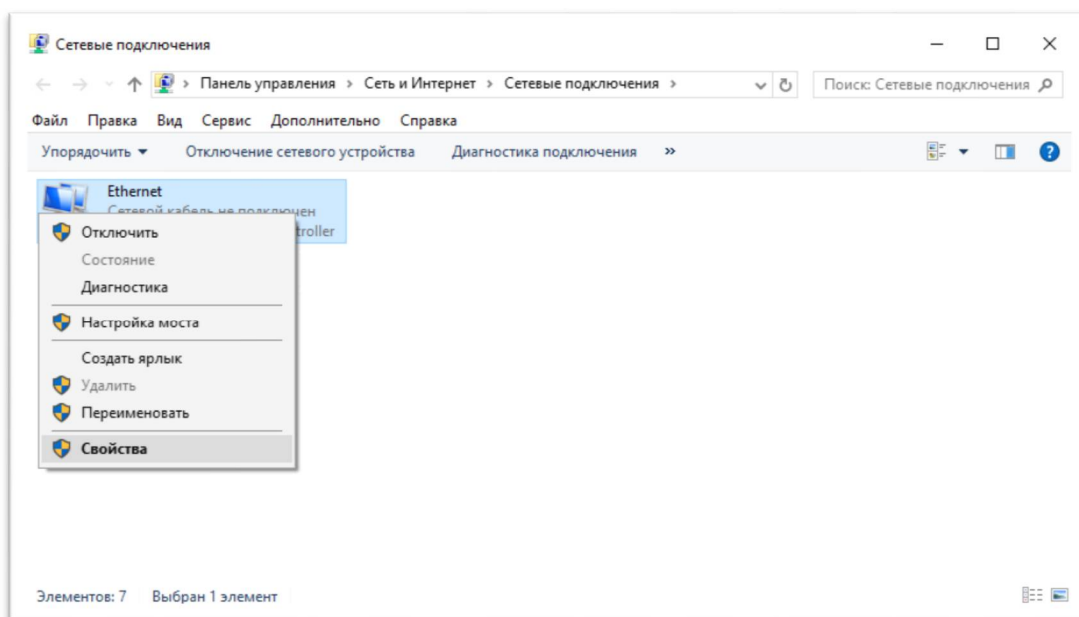 Сетевые подключения
Панель управления > Сеть и Интернет > Сетевые подключения >
Поиск: Сетевые подключения
Файл Правка Вид Сервис Дополнительно Справка
Упорядочить Отключение сетевого устройства Диагностика подключения »
Ethernet
Сетевой кабель не подключен
troller
Отключить
Состояние
Диагностика
Настройка моста
Создать ярлык
Удалить
Переименовать
Свойства
Элементов: 7 Выбран 1 элемент